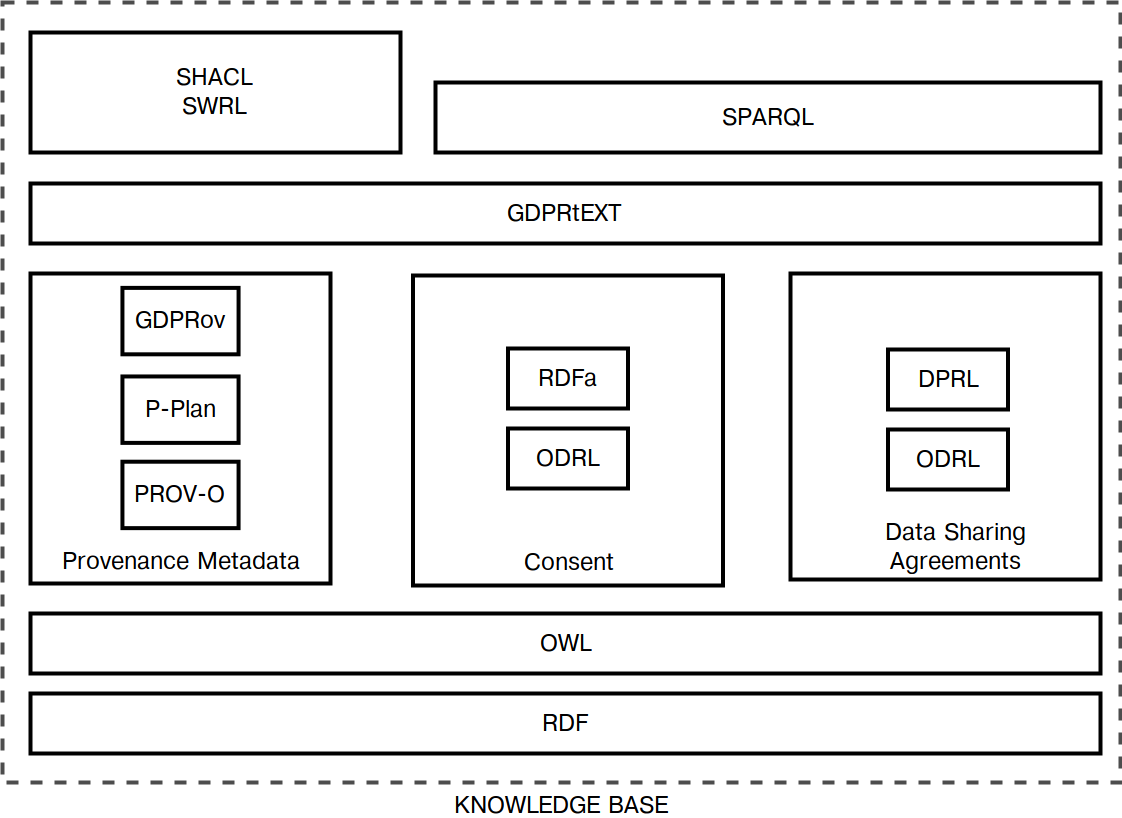 SHACL
SWRL
SPARQL
GDPRtEXT
GDPRov
P-Plan
PROV-O
Provenance Metadata
RDFa
ODRL
Consent
DPRL
ODRL
Data Sharing
Agreements
OWL
RDF
KNOWLEDGE BASE